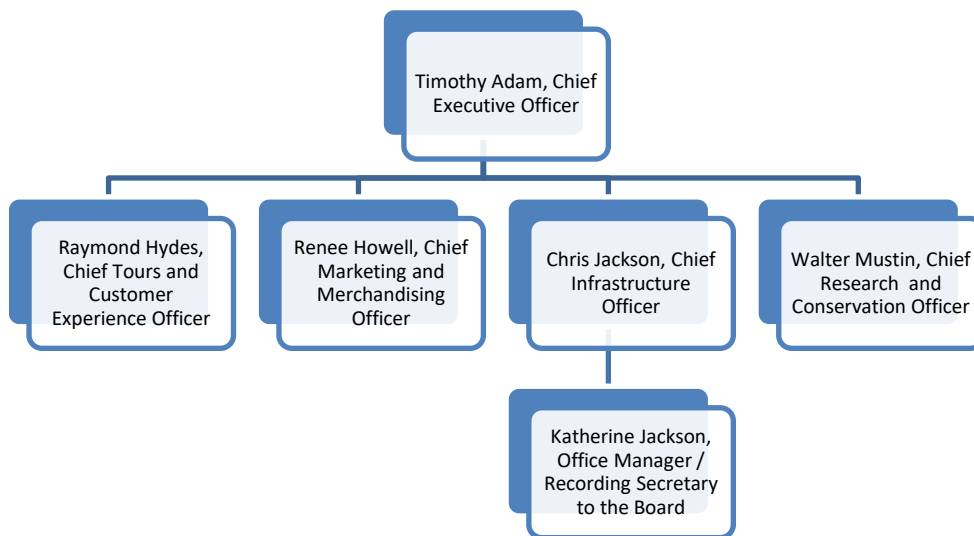 Timothy Adam, Chief
Executive Officer
Raymond Hydes,
Chief Tours and
Customer
Experience Officer
Renee Howell, Chief
Marketing and
Merchandising
Officer
Chris Jackson, Chief
Infrastructure
Officer
Walter Mustin, Chief
Research and
Conservation Officer
Katherine Jackson,
Office Manager /
Recording Secretary
to the Board